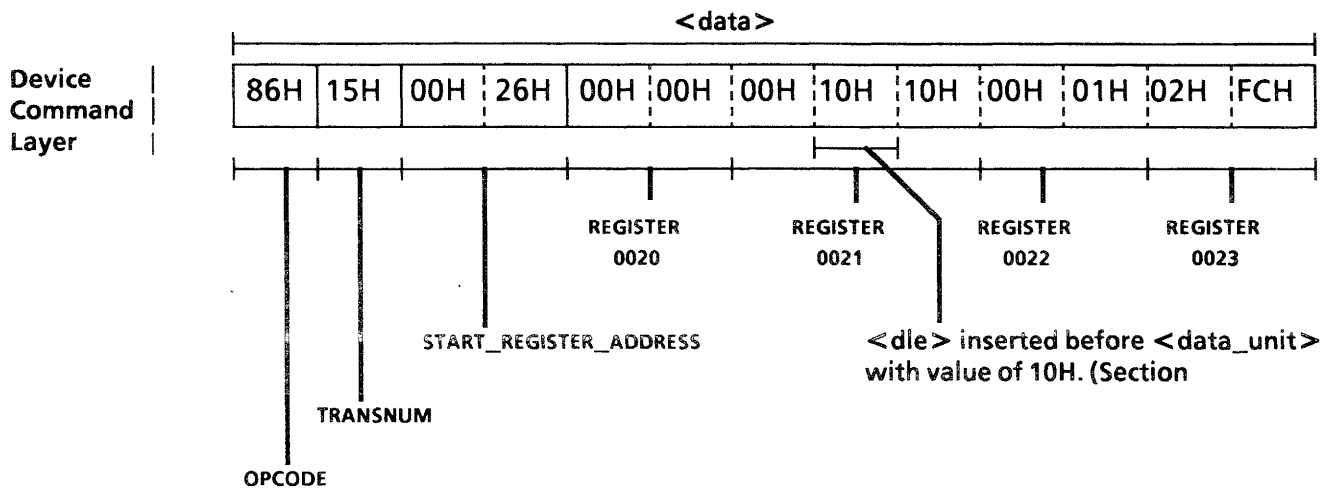 <data>
Device
Command
Layer
86H 15H 00H 26H 00H 00H 00H 10H 10H 00H 01H 02H FCH
REGISTER
0020
REGISTER
0021
REGISTER
0022
REGISTER
0023
START_REGISTER_ADDRESS
<dle> inserted before <data_unit>
with value of 10H. (Section
TRANSNUM
OPCODE